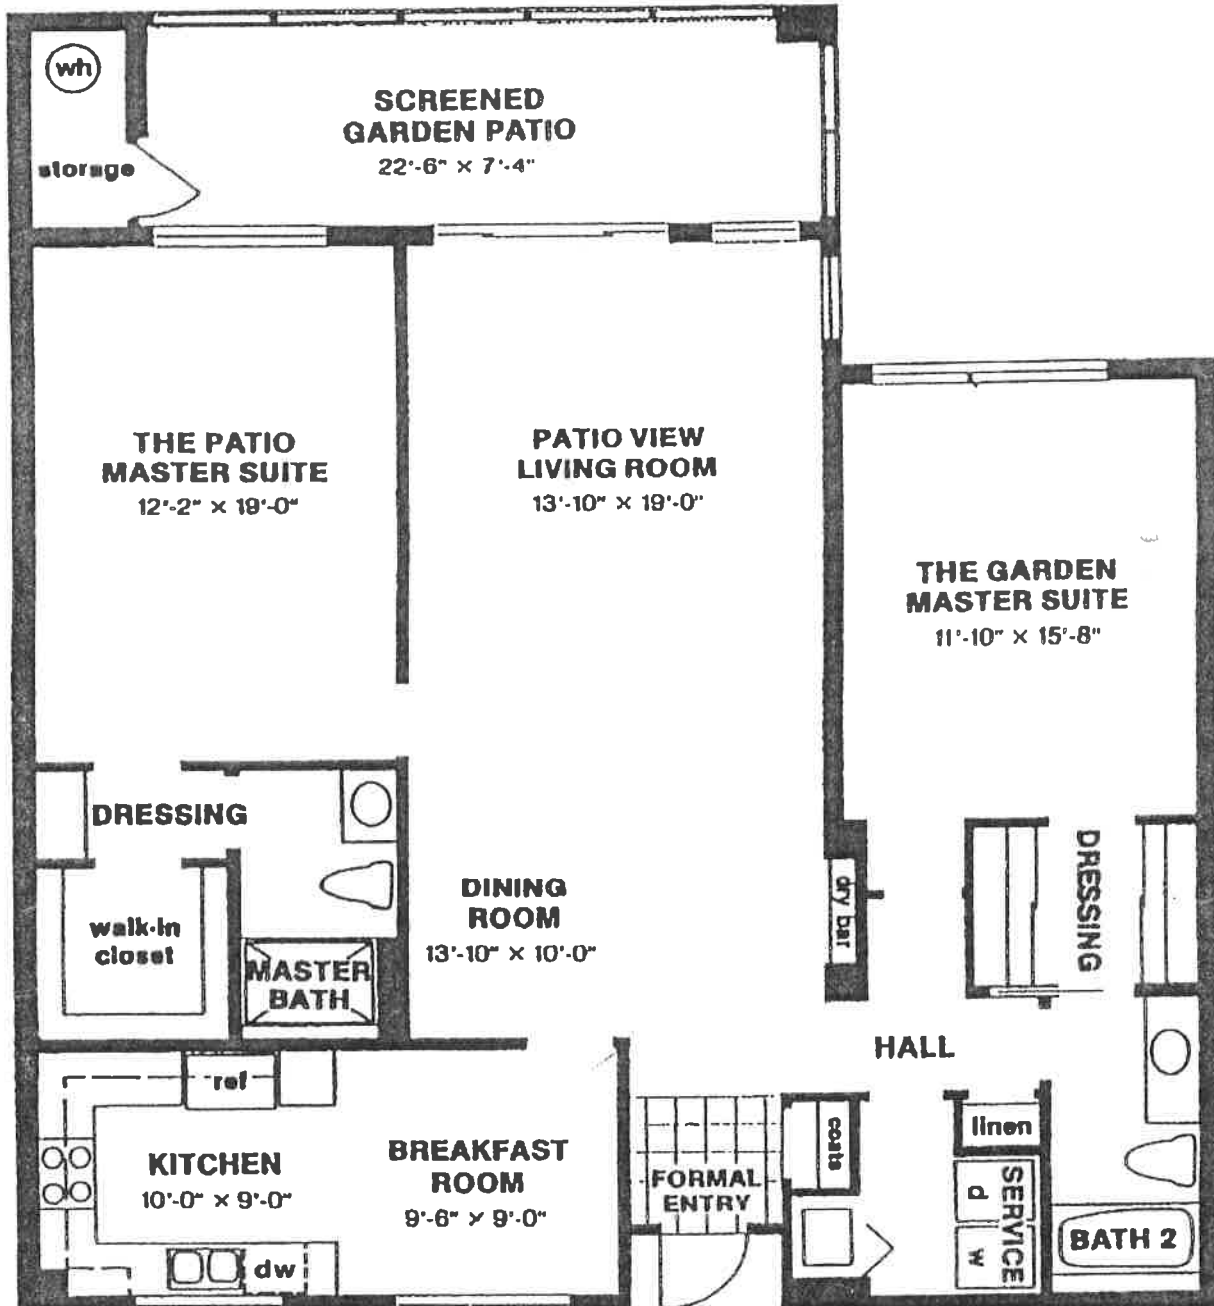 wh
storage
SCREENED
GARDEN PATIO
22'-6" × 7'-4"
THE PATIO
MASTER SUITE
12'-2" × 19'-0"
PATIO VIEW
LIVING ROOM
13'-10" × 19'-0"
THE GARDEN
MASTER SUITE
11'-10" × 15'-8"
DRESSING
walk-in
closet
MASTER
BATH
DINING
ROOM
13'-10" × 10'-0"
dry bar
DRESSING
HALL
ref
KITCHEN
10'-0" × 9'-0"
dw
BREAKFAST
ROOM
9'-6" × 9'-0"
FORMAL
ENTRY
coats
linen
SERVICE
d
w
BATH 2